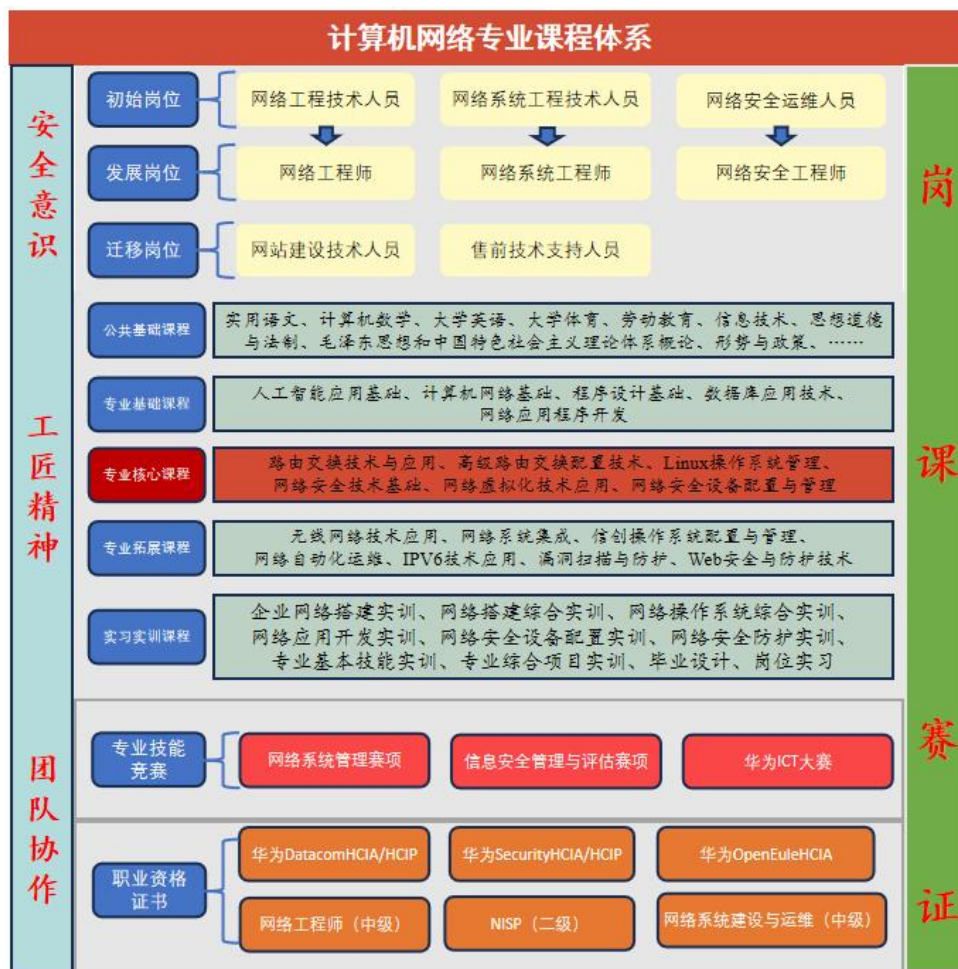 计算机网络专业课程体系
安全意识
工匠精神
团队协作
初始岗位
网络工程技术人员
网络系统工程技术人员
网络安全运维人员
发展岗位
网络工程师
网络系统工程师
网络安全工程师
迁移岗位
网站建设技术人员
售前技术支持人员
公共基础课程
实用语文、计算机数学、大学英语、大学体育、劳动教育、信息技术、思想道德
与法制、毛泽东思想和中国特色社会主义理论体系概论、形势与政策、……
专业基础课程
人工智能应用基础、计算机网络基础、程序设计基础、数据库应用技术、
网络应用程序开发
专业核心课程
路由交换技术与应用、高级路由交换配置技术、Linux操作系统管理、
网络安全技术基础、网络虚拟化技术应用、网络安全设备配置与管理
专业拓展课程
无线网络技术应用、网络系统集成、信创操作系统配置与管理、
网络自动化运维、IPV6技术应用、漏洞扫描与防护、Web安全与防护技术
实习实训课程
企业网络搭建实训、网络搭建综合实训、网络操作系统综合实训、
网络应用开发实训、网络安全设备配置实训、网络安全防护实训、
专业基本技能实训、专业综合项目实训、毕业设计、岗位实习
专业技能
竞赛
网络系统管理赛项
信息安全管理与评估赛项
华为ICT大赛
职业资格
证书
华为DatacomHCIA/HCIP
华为SecurityHCIA/HCIP
华为OpenEuleHCIA
网络工程师（中级）
NISP（二级）
网络系统建设与运维（中级）
岗
课
赛
证